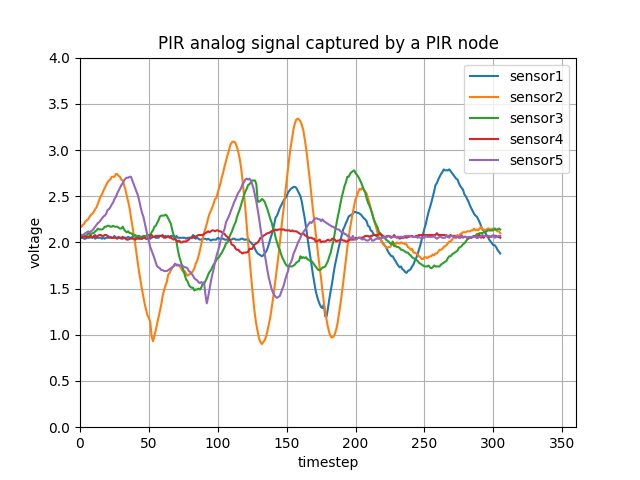 PIR analog signal captured by a PIR node
sensor1
sensor2
sensor3
sensor4
sensor5
4.0
3.5
3.0
2.5
2.0
1.5
1.0
0.5
0.0
voltage
0 50 100 150 200 250 300 350
timestep